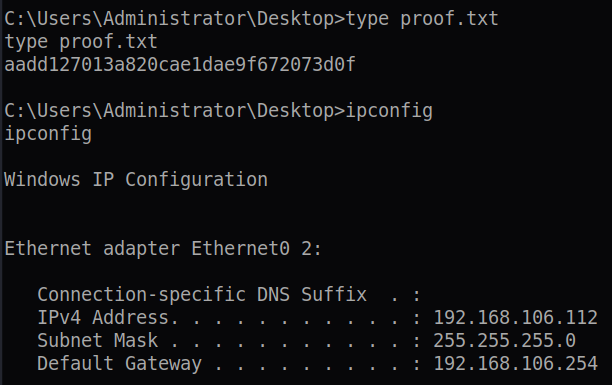 C:\Users\Administrator\Desktop>type proof.txt
type proof.txt
aadd127013a820cae1dae9f672073d0f
C:\Users\Administrator\Desktop>ipconfig
ipconfig
Windows IP Configuration
Ethernet adapter Ethernet0 2:
   Connection-specific DNS Suffix  . :
   IPv4 Address. . . . . . . . . . . : 192.168.106.112
   Subnet Mask . . . . . . . . . . . : 255.255.255.0
   Default Gateway . . . . . . . . . : 192.168.106.254